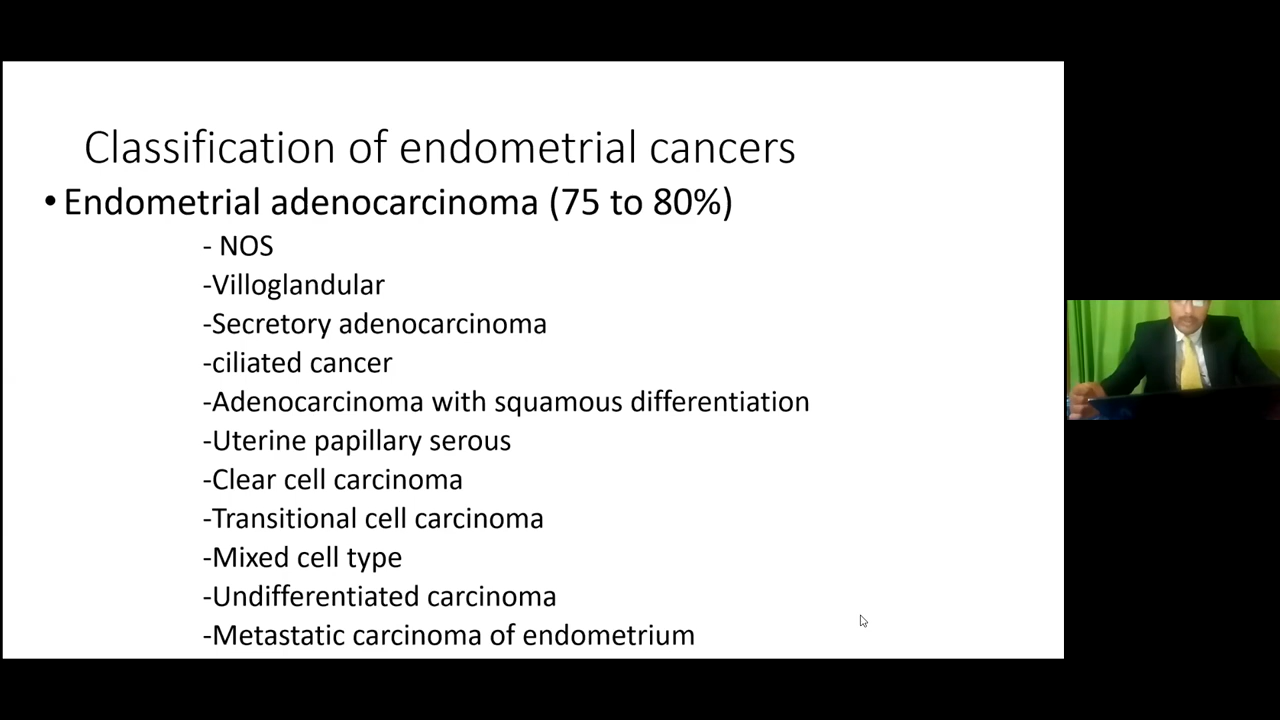 Classification of endometrial cancers
• Endometrial adenocarcinoma (75 to 80%)
- NOS
-Villoglandular
-Secretory adenocarcinoma
-ciliated cancer
-Adenocarcinoma with squamous differentiation
-Uterine papillary serous
-Clear cell carcinoma
-Transitional cell carcinoma
-Mixed cell type
-Undifferentiated carcinoma
-Metastatic carcinoma of endometrium